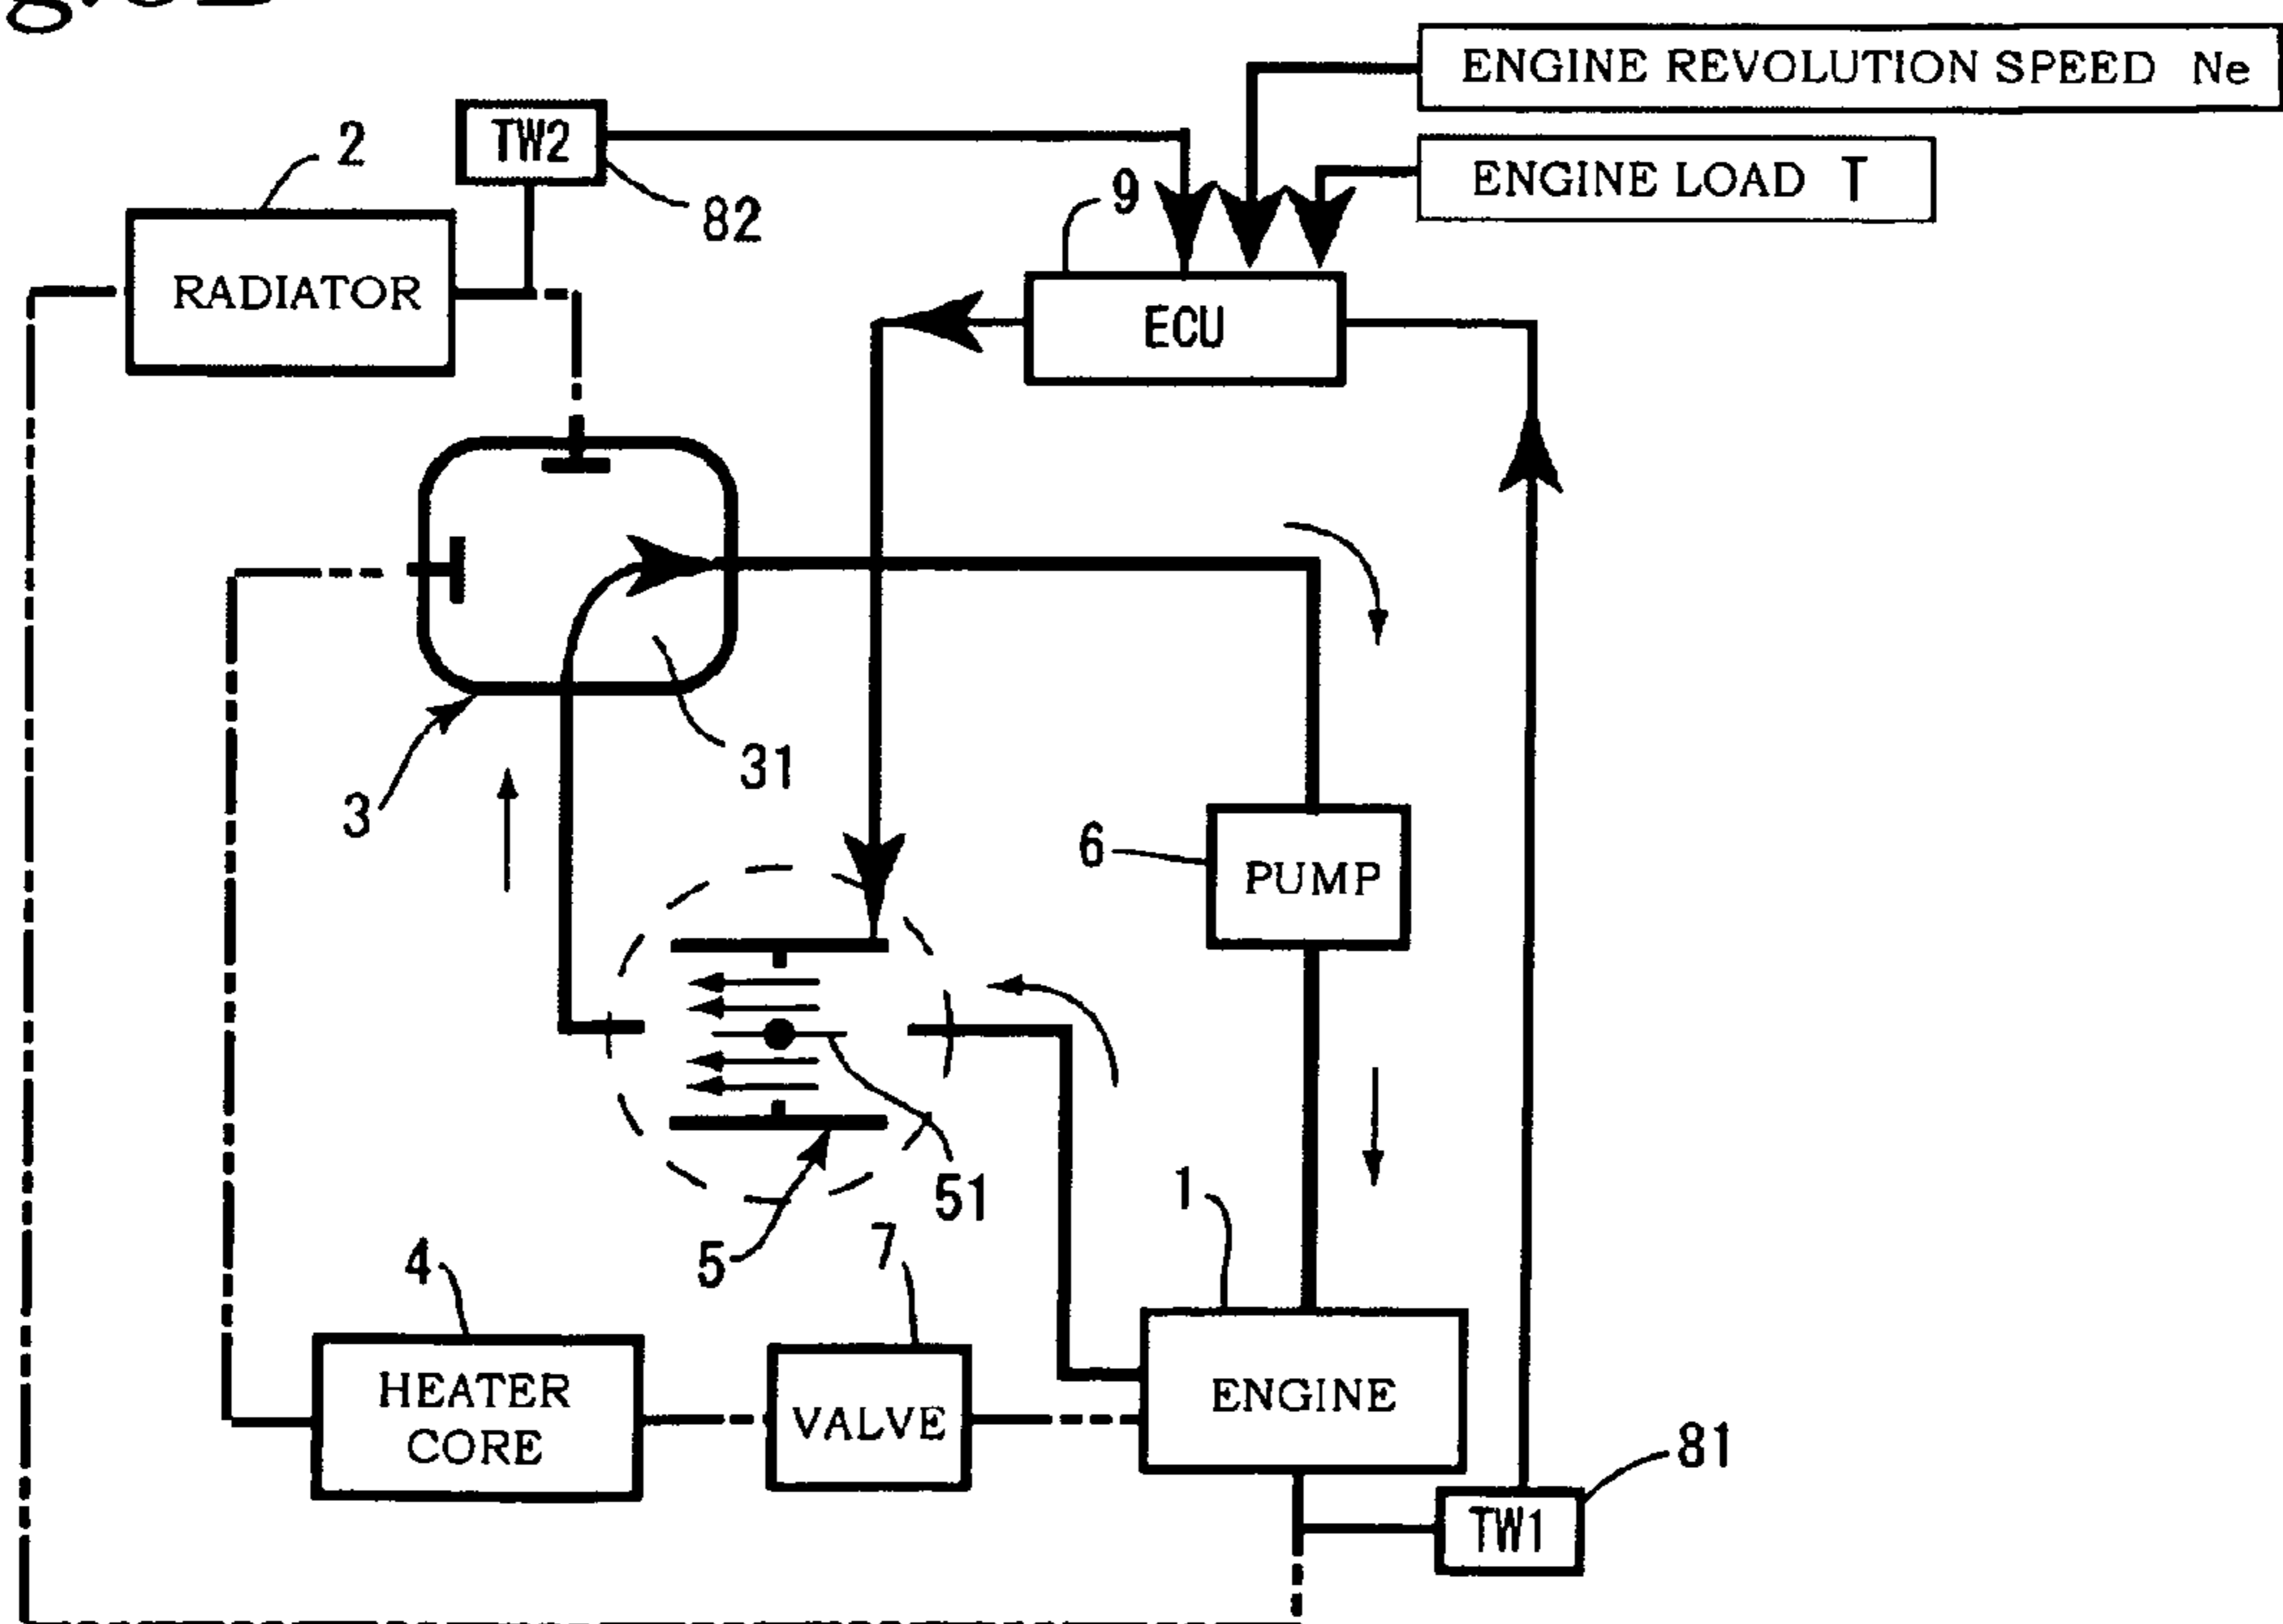 ENGINE REVOLUTION SPEED Ne
TW2
2
ENGINE LOAD T
9
82
RADIATOR
ECU
31
3
6
PUMP
51
1
5
7
4
HEATER
CORE
VALVE
ENGINE
81
TW1